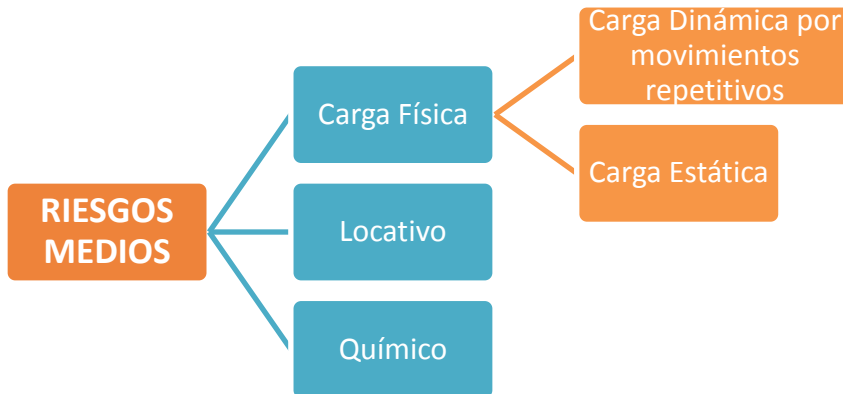 RIESGOS
MEDIOS
Carga Física
Locativo
Químico
Carga Dinámica por
movimientos
repetitivos
Carga Estática